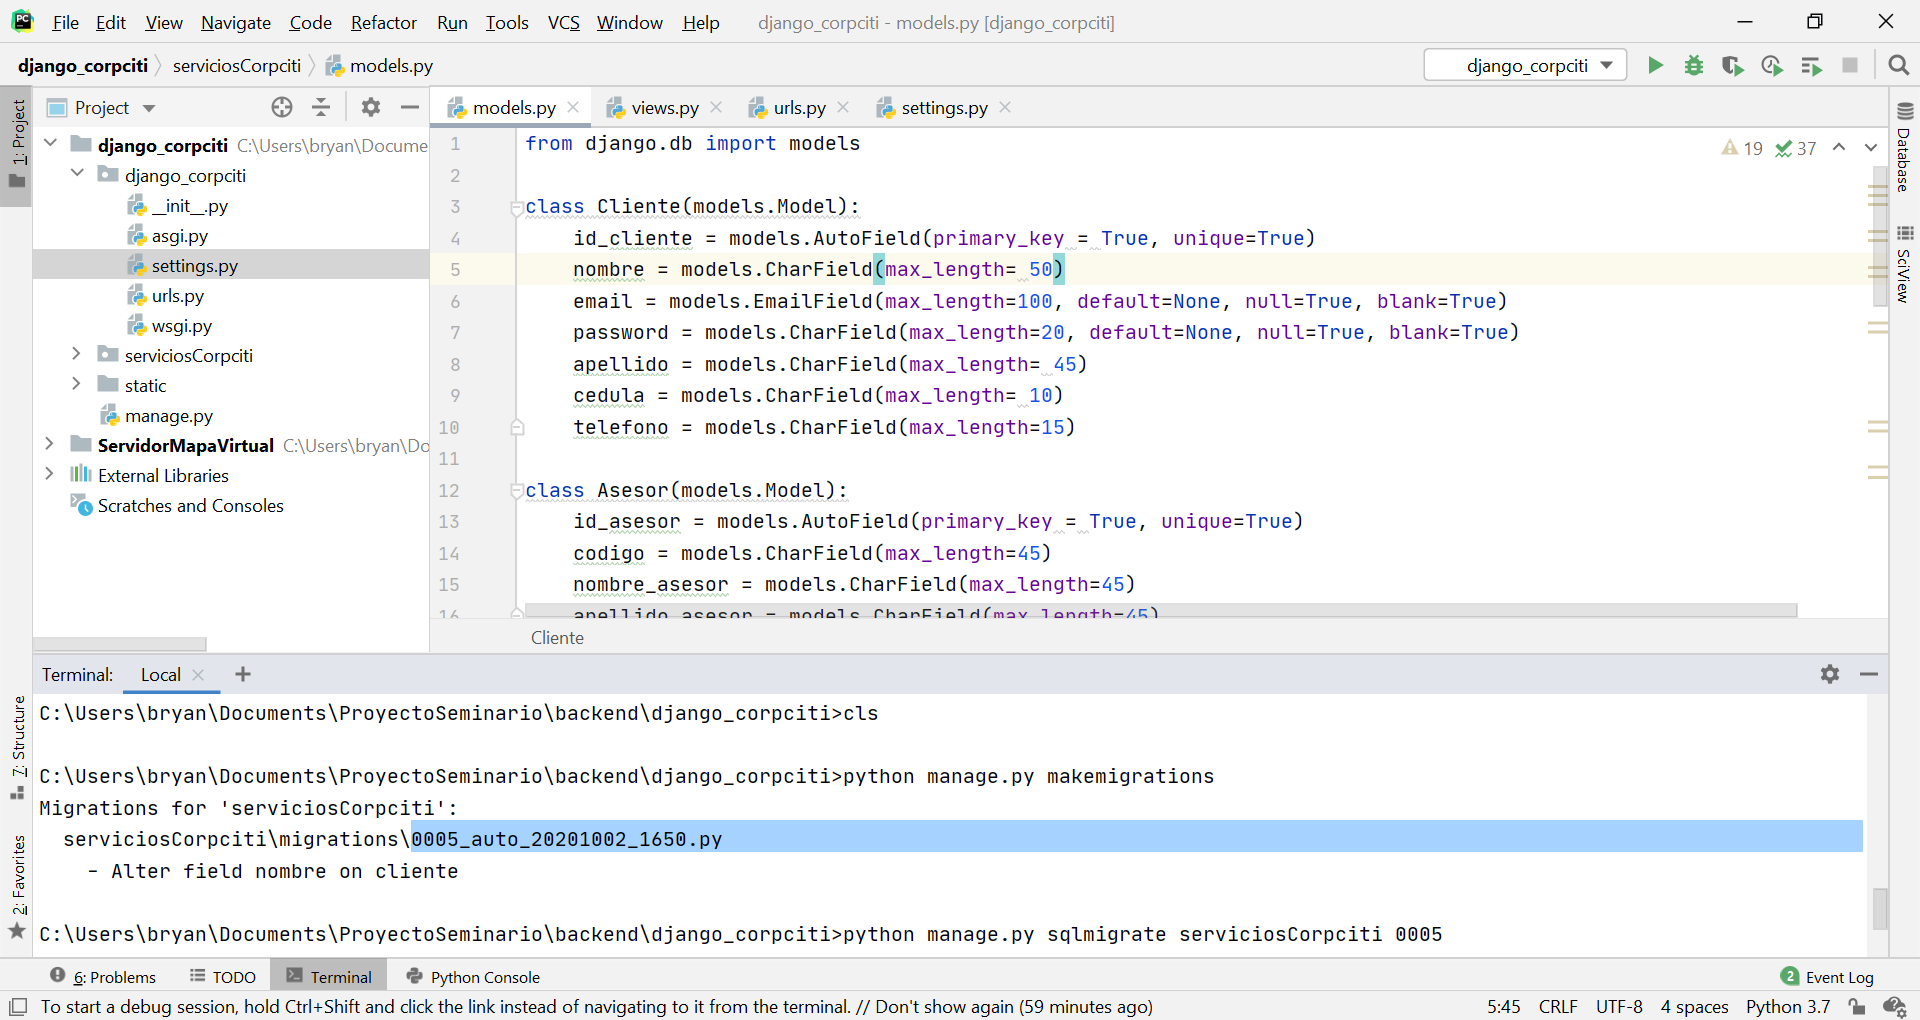 File Edit View Navigate Code Refactor Run Tools VCS Window Help django_corpciti - models.py [django_corpciti]
django_corpciti serviciosCorpciti models.py django_corpciti
1: Project
Project
models.py views.py urls.py settings.py
django_corpciti C:\Users\bryan\Docume
django_corpciti
__init__.py
asgi.py
settings.py
urls.py
wsgi.py
serviciosCorpciti
static
manage.py
ServidorMapaVirtual C:\Users\bryan\Do
External Libraries
Scratches and Consoles
1 from django.db import models
2
3 class Cliente(models.Model):
4 id_cliente = models.AutoField(primary_key = True, unique=True)
5 nombre = models.CharField(max_length= 50)
6 email = models.EmailField(max_length=100, default=None, null=True, blank=True)
7 password = models.CharField(max_length=20, default=None, null=True, blank=True)
8 apellido = models.CharField(max_length= 45)
9 cedula = models.CharField(max_length= 10)
10 telefono = models.CharField(max_length=15)
11
12 class Asesor(models.Model):
13 id_asesor = models.AutoField(primary_key = True, unique=True)
14 codigo = models.CharField(max_length=45)
15 nombre_asesor = models.CharField(max_length=45)
16 apellido_asesor = models.CharField(max_length=45)
19 37
Database
SciView
Cliente
Terminal: Local
C:\Users\bryan\Documents\ProyectoSeminario\backend\django_corpciti>cls
C:\Users\bryan\Documents\ProyectoSeminario\backend\django_corpciti>python manage.py makemigrations
Migrations for 'serviciosCorpciti':
serviciosCorpciti\migrations\0005_auto_20201002_1650.py
- Alter field nombre on cliente
C:\Users\bryan\Documents\ProyectoSeminario\backend\django_corpciti>python manage.py sqlmigrate serviciosCorpciti 0005
7: Structure
2: Favorites
6: Problems TODO Terminal Python Console 2 Event Log
To start a debug session, hold Ctrl+Shift and click the link instead of navigating to it from the terminal. // Don't show again (59 minutes ago) 5:45 CRLF UTF-8 4 spaces Python 3.7